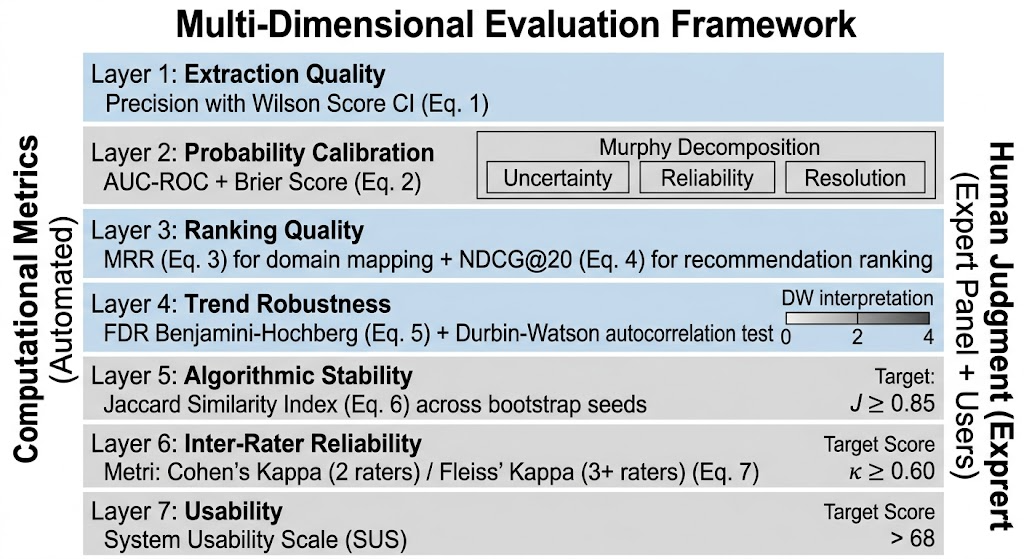 Multi-Dimensional Evaluation Framework
Computational Metrics
(Automated)
Layer 1: Extraction Quality
Precision with Wilson Score CI (Eq. 1)
Layer 2: Probability Calibration
AUC-ROC + Brier Score (Eq. 2)
Murphy Decomposition
Uncertainty
Reliability
Resolution
Layer 3: Ranking Quality
MRR (Eq. 3) for domain mapping + NDCG@20 (Eq. 4) for recommendation ranking
Layer 4: Trend Robustness
FDR Benjamini-Hochberg (Eq. 5) + Durbin-Watson autocorrelation test
DW interpretation
0 2 4
Layer 5: Algorithmic Stability
Jaccard Similarity Index (Eq. 6) across bootstrap seeds
Target:
J ≥ 0.85
Layer 6: Inter-Rater Reliability
Metri: Cohen's Kappa (2 raters) / Fleiss' Kappa (3+ raters) (Eq. 7)
Target Score
κ ≥ 0.60
Layer 7: Usability
System Usability Scale (SUS)
Target Score
> 68
Human Judgment (Exprert
(Expert Panel + Users)